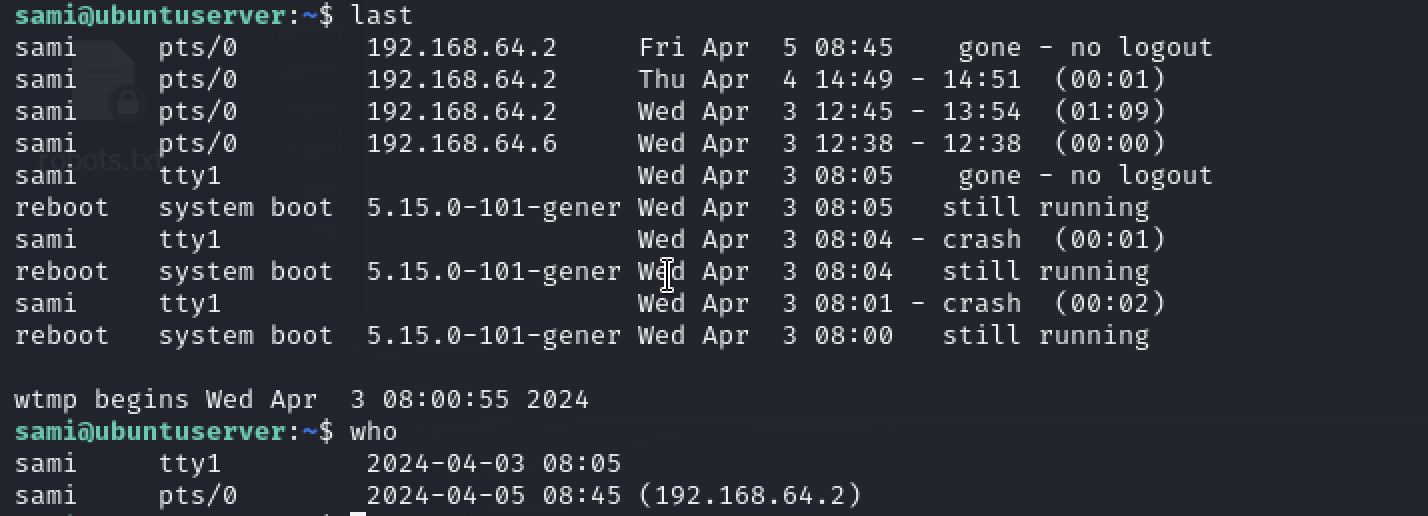 sami@ubuntuserver:~$ last
sami     pts/0        192.168.64.2     Fri Apr  5 08:45    gone - no logout
sami     pts/0        192.168.64.2     Thu Apr  4 14:49 - 14:51  (00:01)
sami     pts/0        192.168.64.2     Wed Apr  3 12:45 - 13:54  (01:09)
sami     pts/0        192.168.64.6     Wed Apr  3 12:38 - 12:38  (00:00)
robots.txt
sami     tty1                          Wed Apr  3 08:05    gone - no logout
reboot   system boot  5.15.0-101-gener Wed Apr  3 08:05   still running
sami     tty1                          Wed Apr  3 08:04 - crash  (00:01)
reboot   system boot  5.15.0-101-gener Wed Apr  3 08:04   still running
sami     tty1                          Wed Apr  3 08:01 - crash  (00:02)
reboot   system boot  5.15.0-101-gener Wed Apr  3 08:00   still running
wtmp begins Wed Apr  3 08:00:55 2024
sami@ubuntuserver:~$ who
sami     tty1         2024-04-03 08:05
sami     pts/0        2024-04-05 08:45 (192.168.64.2)